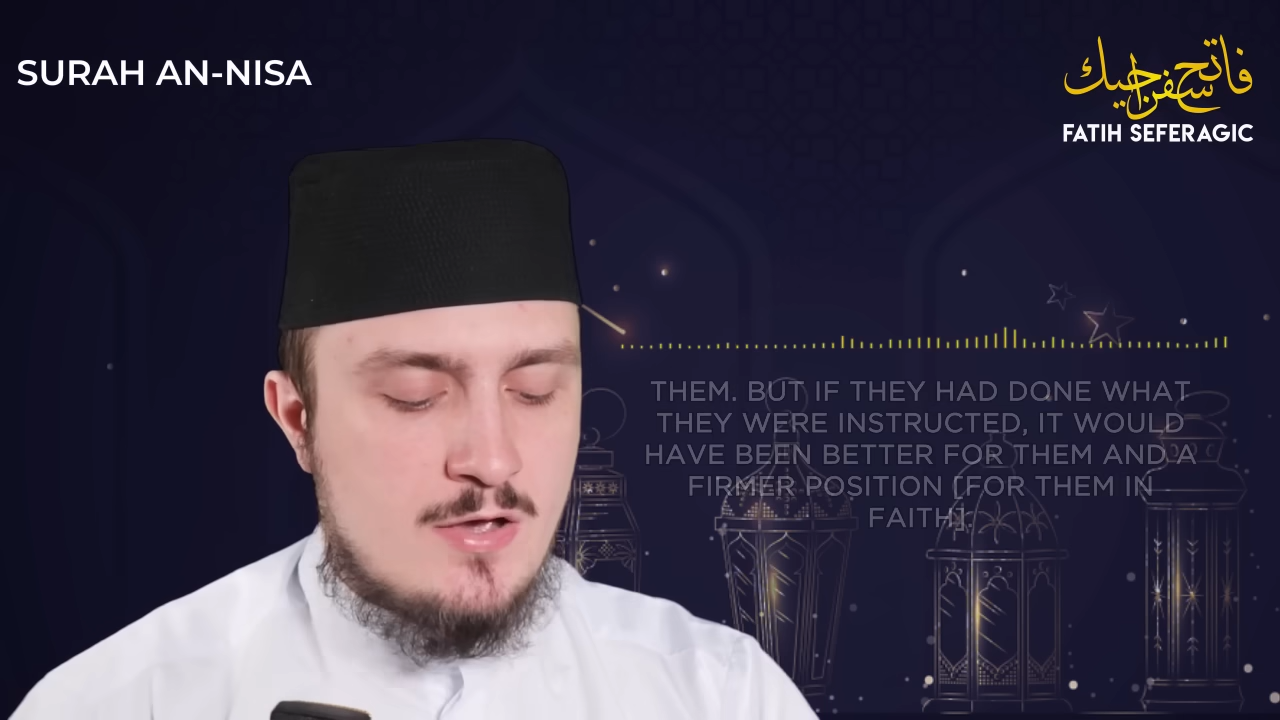 SURAH AN-NISA
فاتح سفرأجيك
FATIH SEFERAGIC
THEM. BUT IF THEY HAD DONE WHAT
THEY WERE INSTRUCTED, IT WOULD
HAVE BEEN BETTER FOR THEM AND A
FIRMER POSITION [FOR THEM IN
FAITH].